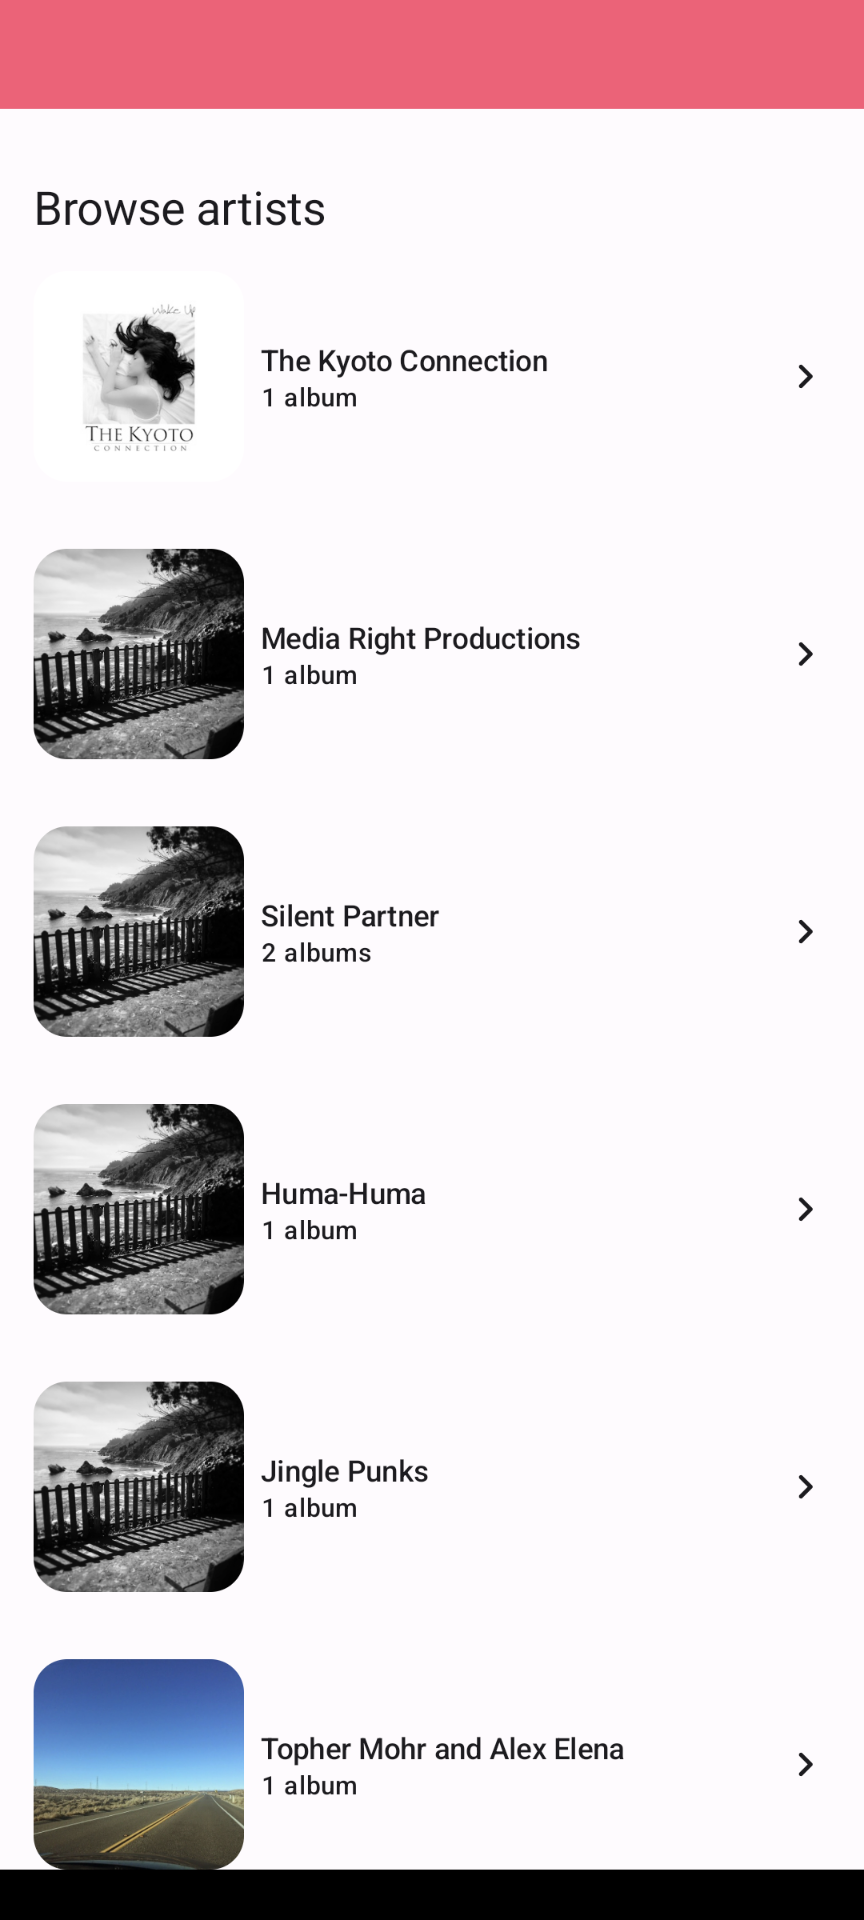 Browse artists
Wake Up
THE KYOTO
CONNECTION
The Kyoto Connection
1 album
Media Right Productions
1 album
Silent Partner
2 albums
Huma-Huma
1 album
Jingle Punks
1 album
Topher Mohr and Alex Elena
1 album